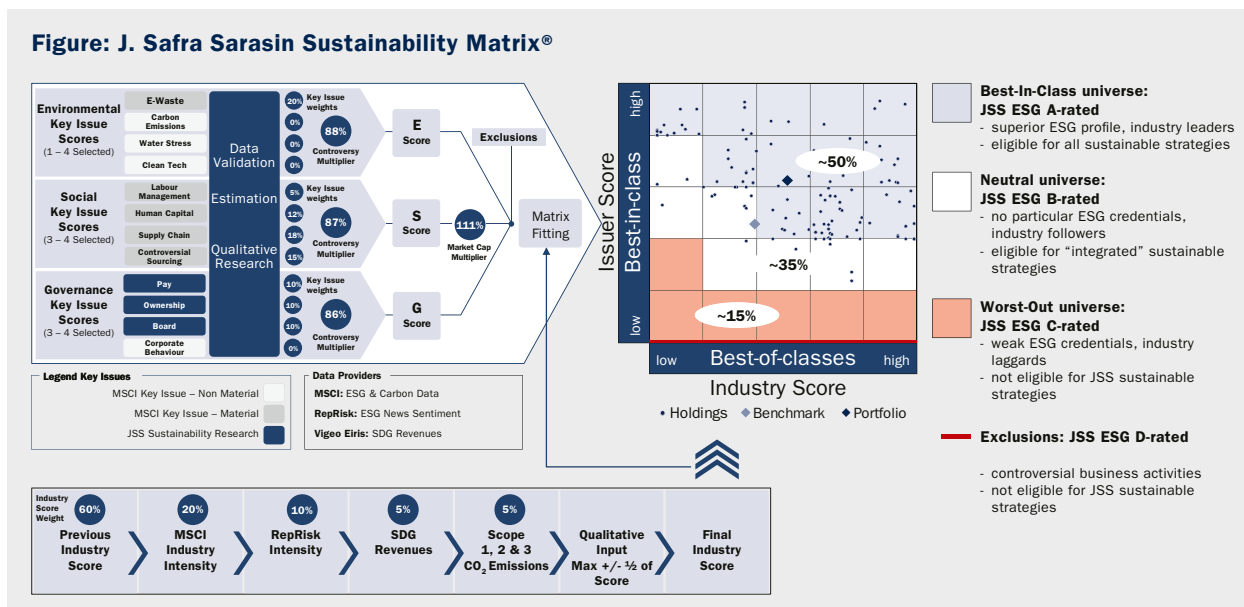 Figure: J. Safra Sarasin Sustainability Matrix®
Environmental
Key Issue
Scores
(1 – 4 Selected)
E-Waste
Carbon
Emissions
Water Stress
Clean Tech
20%
0%
0%
0%
Key Issue
weights
88%
Controversy
Multiplier
E
Score
Social
Key Issue
Scores
(3 – 4 Selected)
Labour
Management
Human Capital
Supply Chain
Controversial
Sourcing
5%
12%
18%
15%
Key Issue
weights
87%
Controversy
Multiplier
S
Score
Governance
Key Issue
Scores
(3 – 4 Selected)
Pay
Ownership
Board
Corporate
Behaviour
10%
10%
10%
0%
Key Issue
weights
86%
Controversy
Multiplier
G
Score
Data
Validation
Estimation
Qualitative
Research
111%
Market Cap
Multiplier
Exclusions
Matrix
Fitting
Issuer Score
high
Best-in-class
low
~50%
~35%
~15%
low
Best-of-classes
high
Industry Score
Holdings
Benchmark
Portfolio
Best-In-Class universe:
JSS ESG A-rated
- superior ESG profile, industry leaders
- eligible for all sustainable strategies
Neutral universe:
JSS ESG B-rated
- no particular ESG credentials,
industry followers
- eligible for “integrated” sustainable
strategies
Worst-Out universe:
JSS ESG C-rated
- weak ESG credentials, industry
laggards
- not eligible for JSS sustainable
strategies
Exclusions: JSS ESG D-rated
- controversial business activities
- not eligible for JSS sustainable
strategies
Legend Key Issues
MSCI Key Issue – Non Material
MSCI Key Issue – Material
JSS Sustainability Research
Data Providers
MSCI: ESG & Carbon Data
RepRisk: ESG News Sentiment
Vigeo Eiris: SDG Revenues
Industry
Score
Weight
60%
Previous
Industry
Score
20%
MSCI
Industry
Intensity
10%
RepRisk
Intensity
5%
SDG
Revenues
5%
Scope
1, 2 & 3
CO₂ Emissions
Qualitative
Input
Max +/- ½ of
Score
Final
Industry
Score